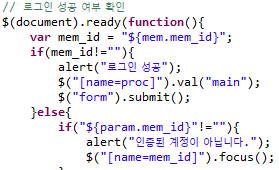 // 로그인 성공 여부 확인
$(document).ready(function(){
var mem_id = "${mem.mem_id}";
if(mem_id!=""){
alert("로그인 성공");
$("[name=proc]").val("main");
$("form").submit();
}else{
if("${param.mem_id}"!=""){
alert("인증된 계정이 아닙니다.");
$("[name=mem_id]").focus();